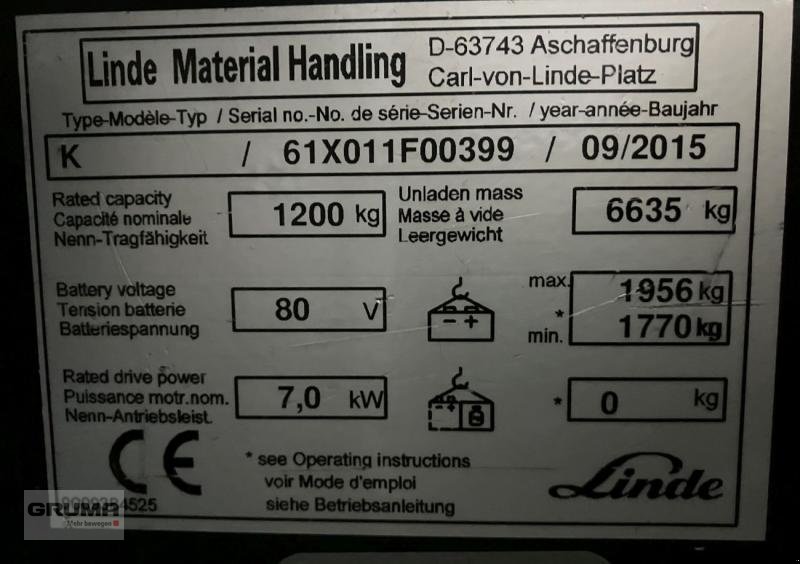 Linde Material Handling
D-63743 Aschaffenburg
Carl-von-Linde-Platz
Type-Modèle-Typ / Serial no.-No. de série-Serien-Nr. / year-année-Baujahr
K / 61X011F00399 / 09/2015
Rated capacity
Capacité nominale
Nenn-Tragfähigkeit
1200 kg
Unladen mass
Masse à vide
Leergewicht
6635 kg
Battery voltage
Tension batterie
Batteriespannung
80 V
- +
max.
*
min.
1956 kg
1770 kg
Rated drive power
Puissance motr.nom.
Nenn-Antriebsleist.
7,0 kW
- +
* 0 kg
CE
* see Operating instructions
voir Mode d'emploi
siehe Betriebsanleitung
Linde
4525
GRUMA
Mehr bewegen